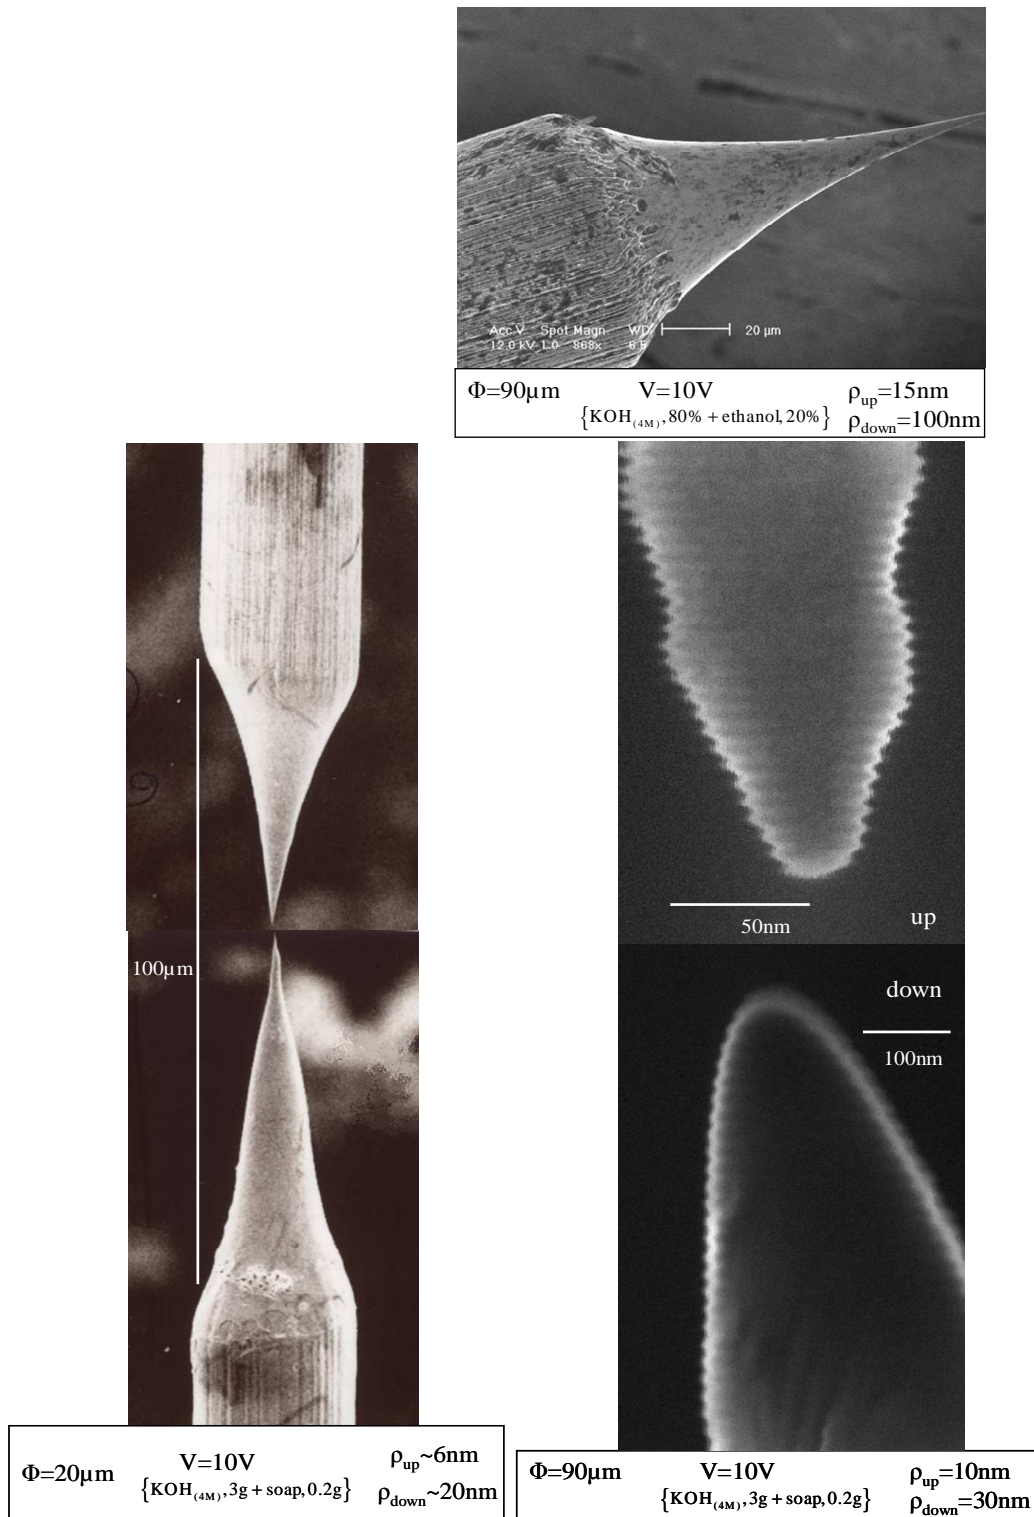 Acc.V Spot Magn WD
20 µm
12.0 kV 1.0 868x 6.5
Φ=90µm V=10V ρup=15nm
{KOH(4M), 80% + ethanol, 20%} ρdown=100nm
50nm
up
100µm
down
100nm
Φ=20µm V=10V ρup~6nm
{KOH(4M), 3g + soap, 0.2g} ρdown~20nm
Φ=90µm V=10V ρup=10nm
{KOH(4M), 3g + soap, 0.2g} ρdown=30nm